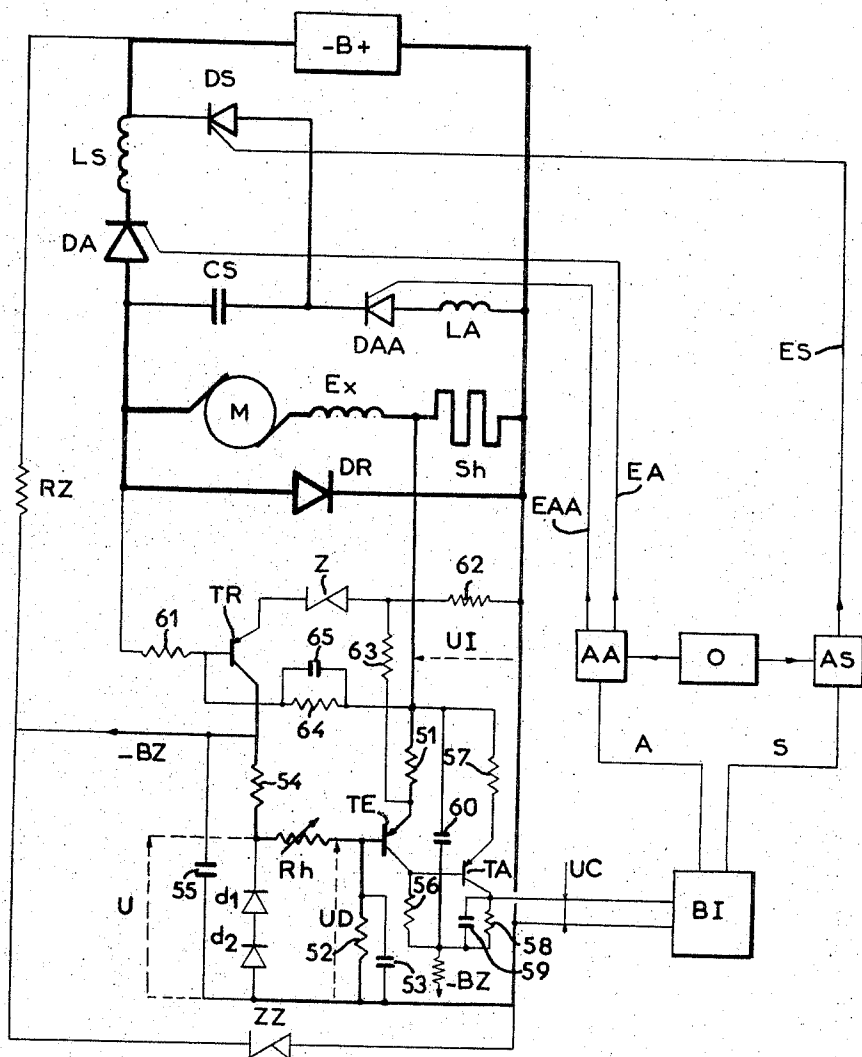 -B+
DS
LS
DA
CS
DAA
LA
ES
Ex
M
Sh
DR
RZ
EAA
EA
Z
62
TR
61
65
63
UI
AA
O
AS
64
-BZ
51
57
A
S
54
TE
60
Rh
TA
UC
55
U
d1
UD
56
BI
d2
52
58
53
-BZ
59
ZZ